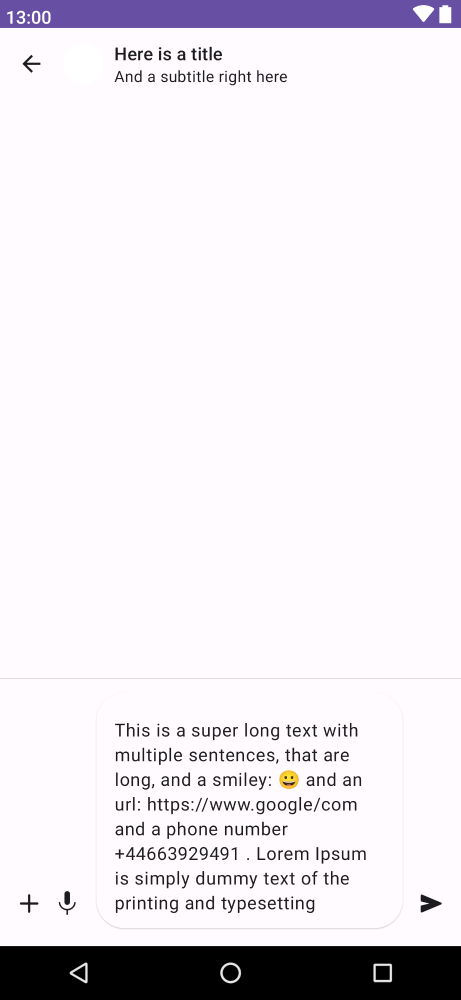 13:00
Here is a title
And a subtitle right here
This is a super long text with
multiple sentences, that are
long, and a smiley: 😀 and an
url: https://www.google/com
and a phone number
+44663929491 . Lorem Ipsum
is simply dummy text of the
printing and typesetting